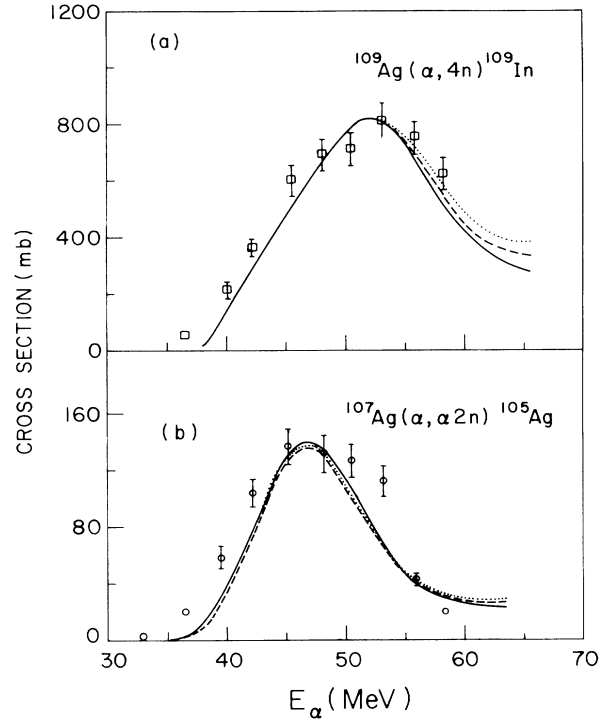 1200
(a)
¹⁰⁹Ag(α,4n)¹⁰⁹In
800
400
0
CROSS SECTION (mb)
160
(b)
¹⁰⁷Ag(α,α2n) ¹⁰⁵Ag
80
0
30 40 50 60 70
E_α (MeV)